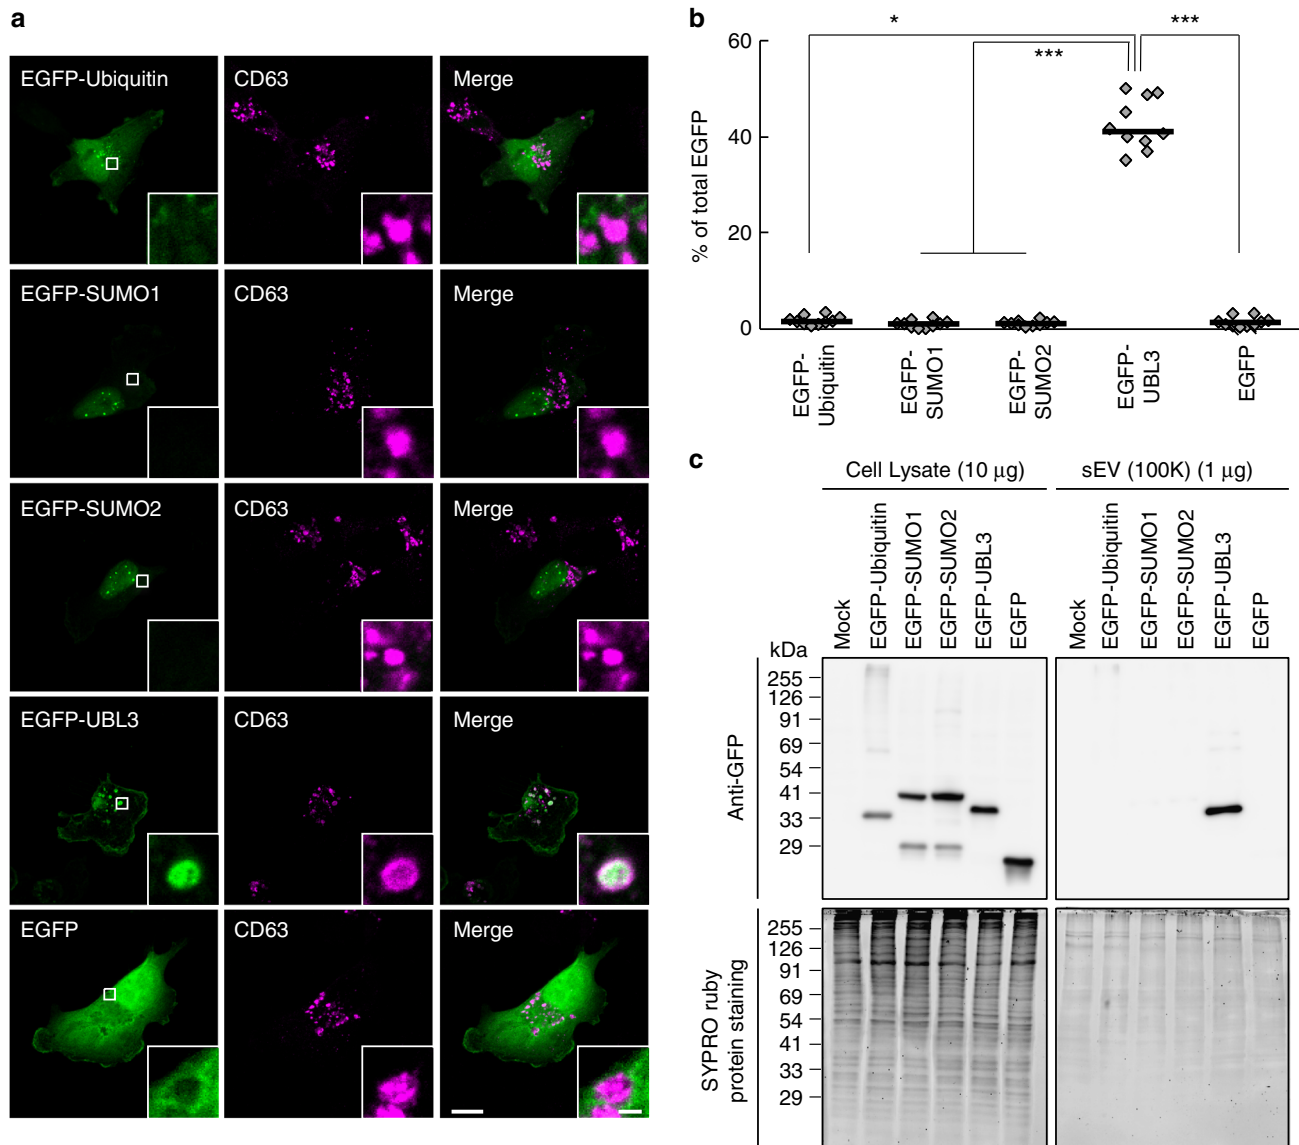 a
EGFP-Ubiquitin
CD63
Merge
EGFP-SUMO1
CD63
Merge
EGFP-SUMO2
CD63
Merge
EGFP-UBL3
CD63
Merge
EGFP
CD63
Merge
b
*
***
***
% of total EGFP
60
40
20
0
EGFP-
Ubiquitin
EGFP-
SUMO1
EGFP-
SUMO2
EGFP-
UBL3
EGFP
c
Cell Lysate (10 μg)
sEV (100K) (1 μg)
Mock
EGFP-Ubiquitin
EGFP-SUMO1
EGFP-SUMO2
EGFP-UBL3
EGFP
Mock
EGFP-Ubiquitin
EGFP-SUMO1
EGFP-SUMO2
EGFP-UBL3
EGFP
kDa
Anti-GFP
255
126
91
69
54
41
33
29
SYPRO ruby
protein staining
255
126
91
69
54
41
33
29